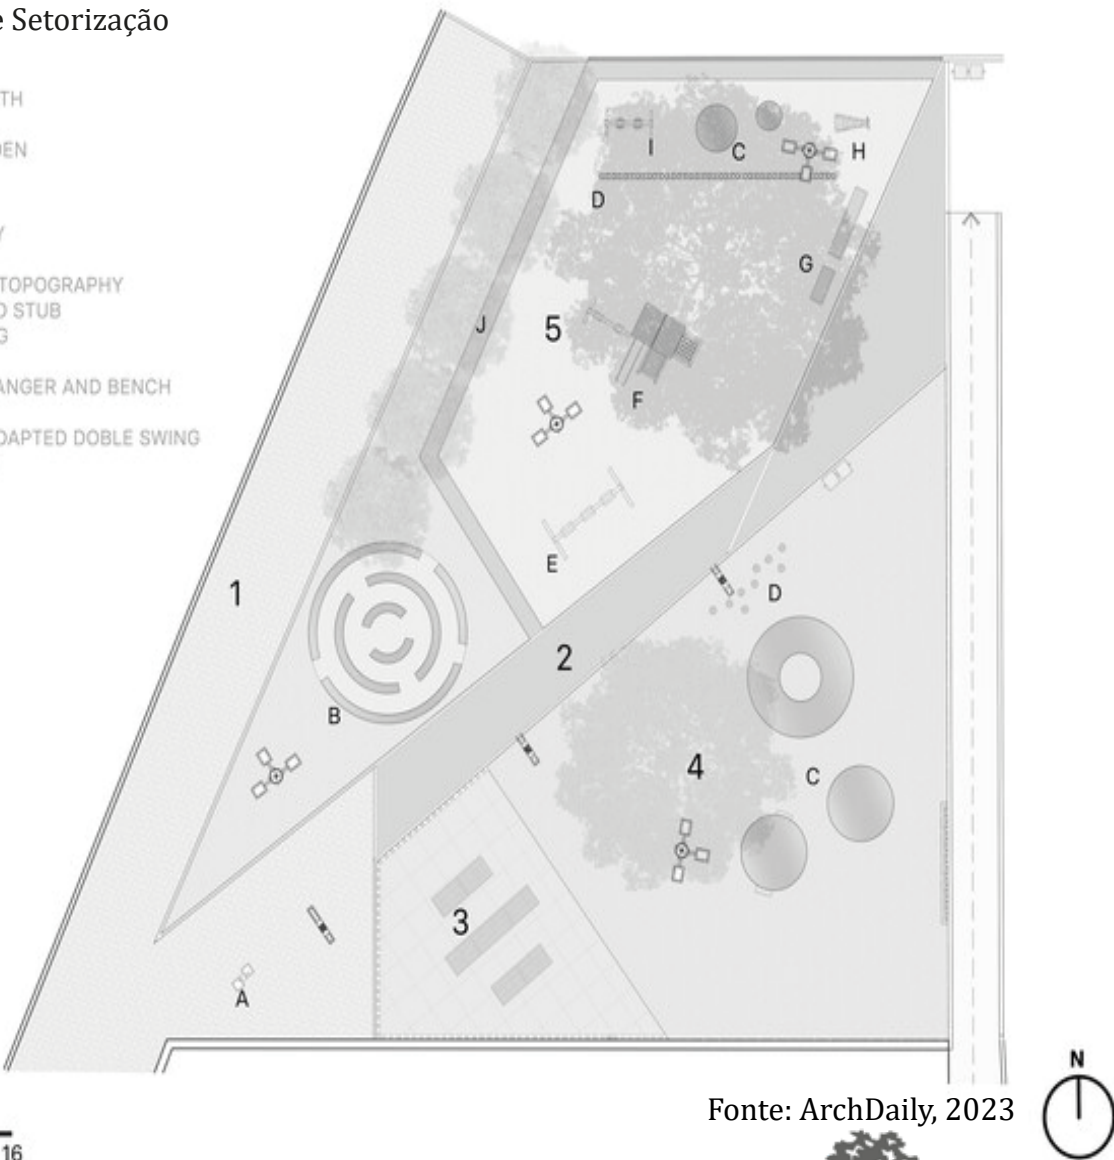 e Setorização
TH
DEN
Y
TOPOGRAPHY
D STUB
G
ANGER AND BENCH
DAPTED DOBLE SWING
I
C
H
D
G
J
5
F
E
1
D
2
B
4
C
3
A
N
Fonte: ArchDaily, 2023
16